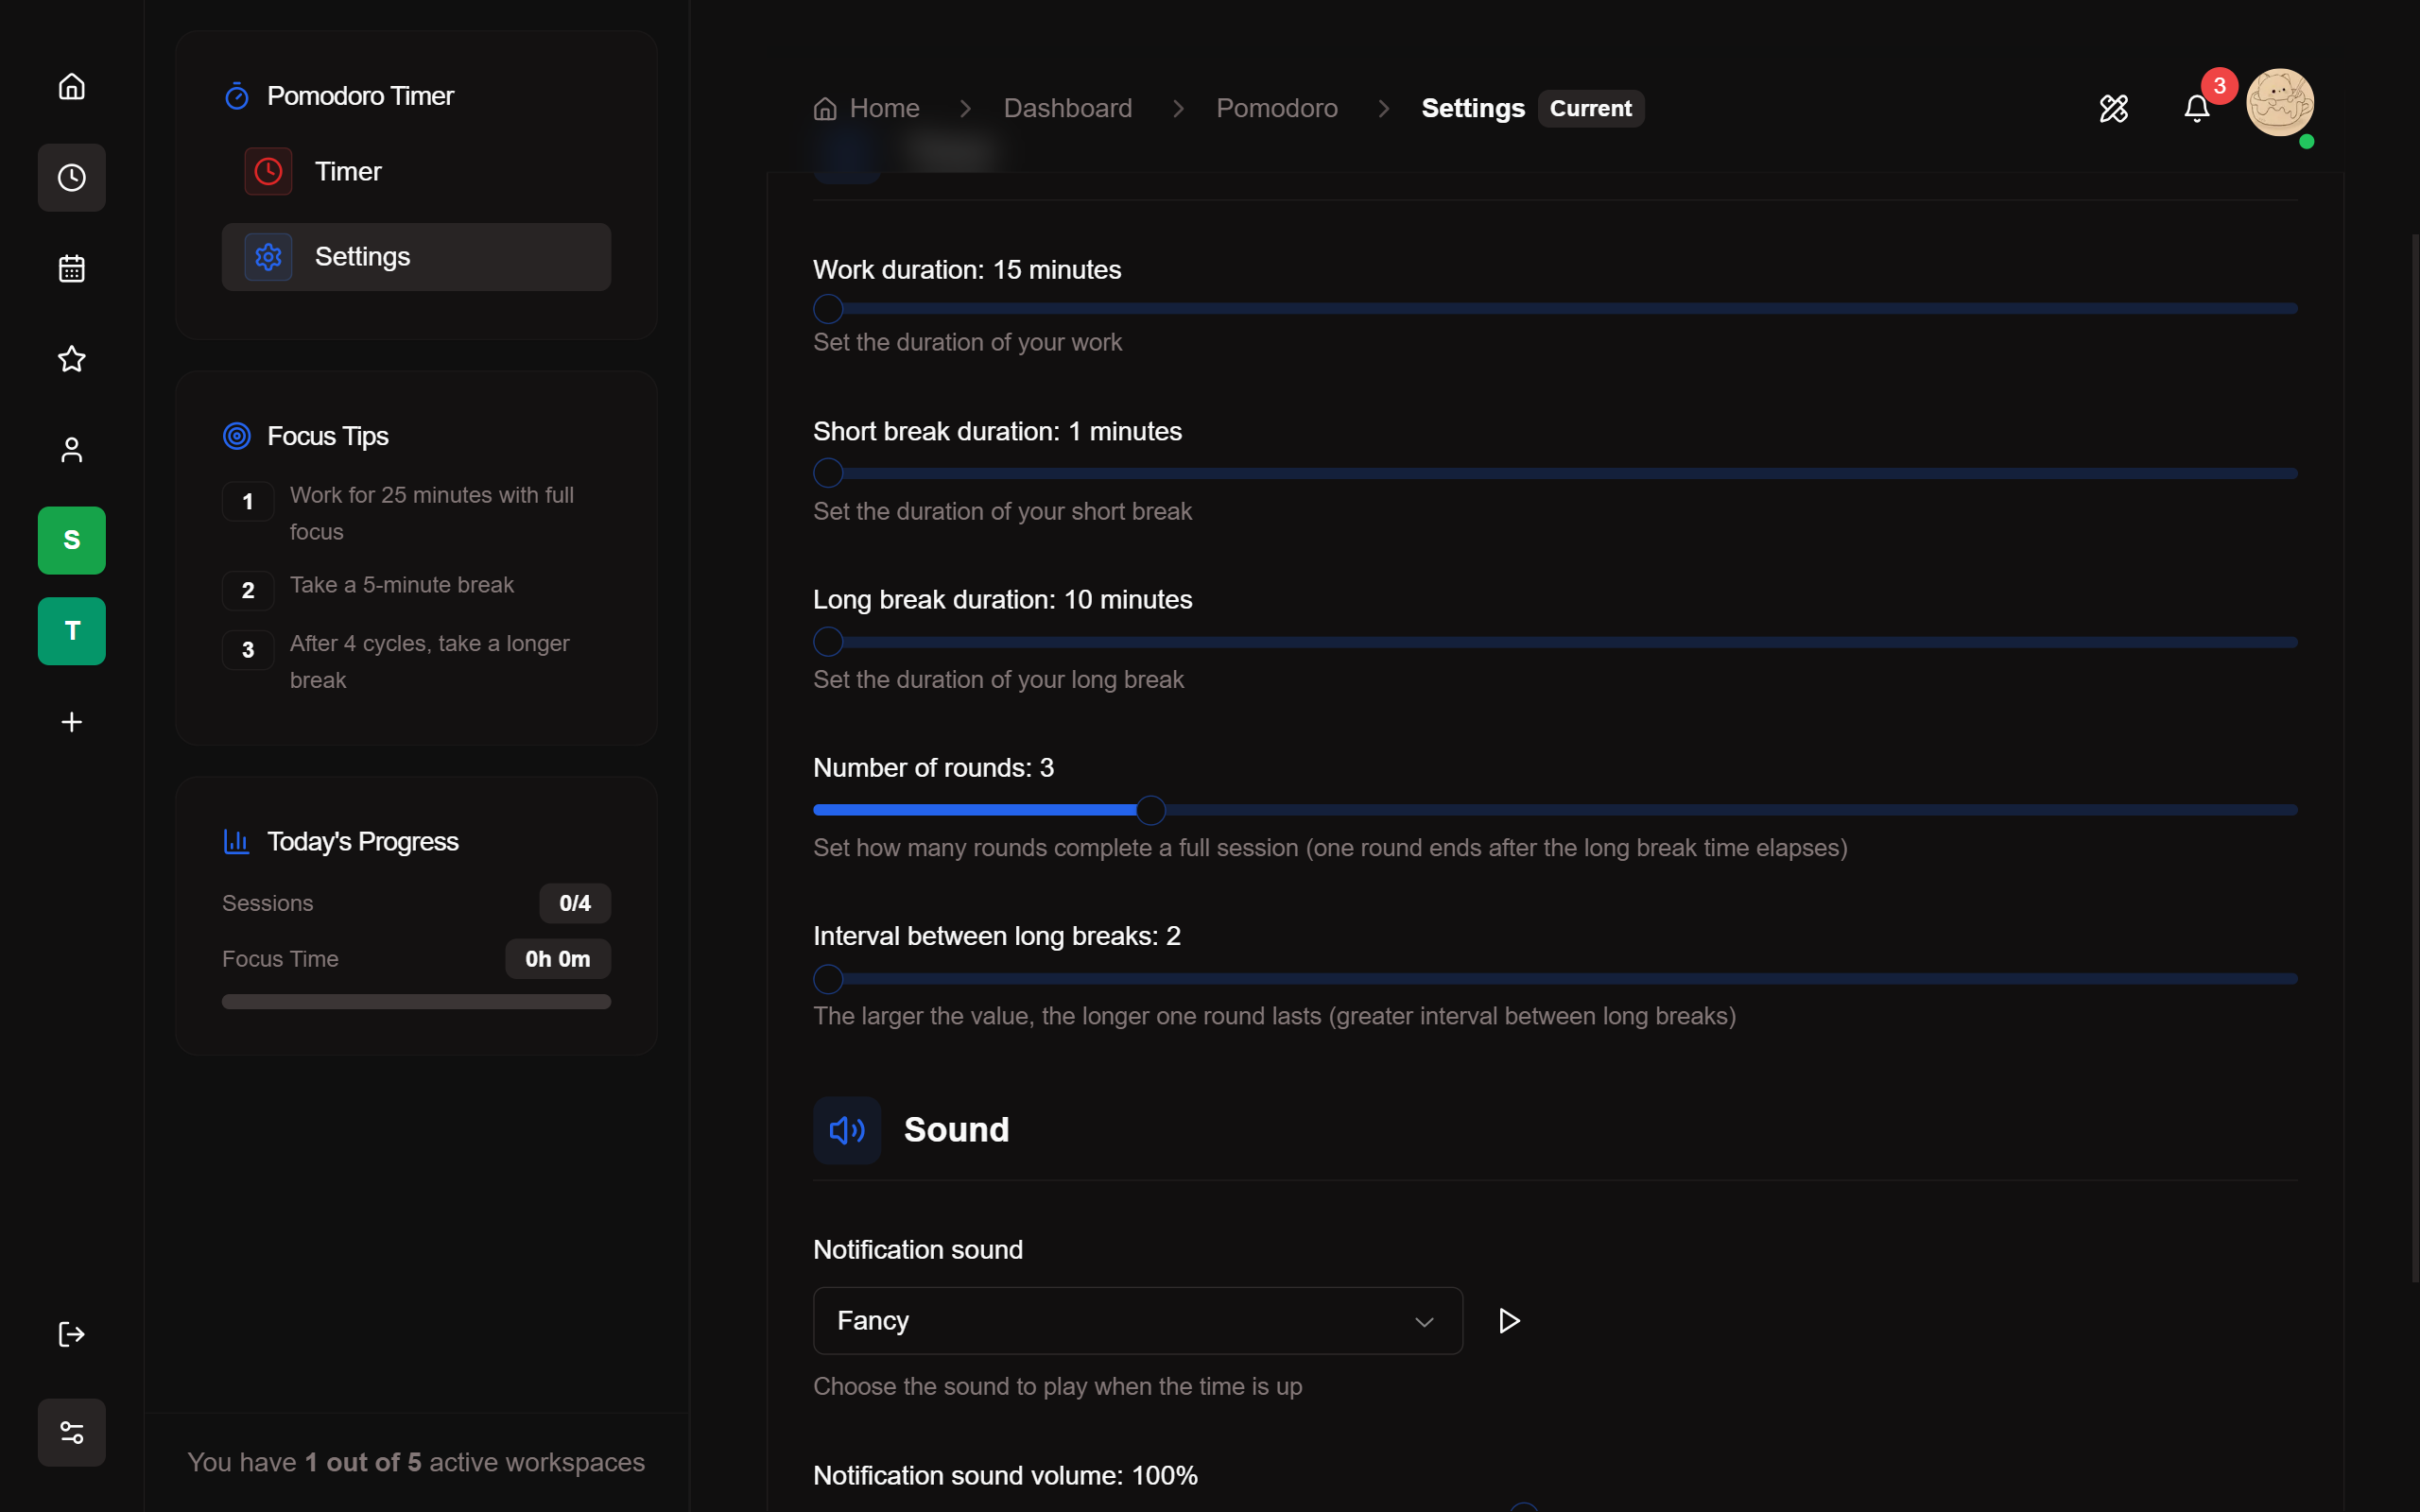 Pomodoro Timer
Timer
Settings
Focus Tips
1
Work for 25 minutes with full
focus
2
Take a 5-minute break
3
After 4 cycles, take a longer
break
Today's Progress
Sessions
0/4
Focus Time
0h 0m
S
T
You have 1 out of 5 active workspaces
Home
Dashboard
Pomodoro
Settings
Current
3
Work duration: 15 minutes
Set the duration of your work
Short break duration: 1 minutes
Set the duration of your short break
Long break duration: 10 minutes
Set the duration of your long break
Number of rounds: 3
Set how many rounds complete a full session (one round ends after the long break time elapses)
Interval between long breaks: 2
The larger the value, the longer one round lasts (greater interval between long breaks)
Sound
Notification sound
Fancy
Choose the sound to play when the time is up
Notification sound volume: 100%